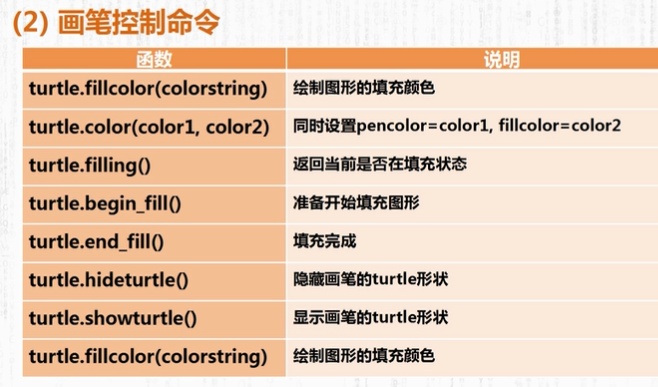 (2) 画笔控制命令
函数 说明
turtle.fillcolor(colorstring) 绘制图形的填充颜色
turtle.color(color1, color2) 同时设置pencolor=color1, fillcolor=color2
turtle.filling() 返回当前是否在填充状态
turtle.begin_fill() 准备开始填充图形
turtle.end_fill() 填充完成
turtle.hideturtle() 隐藏画笔的turtle形状
turtle.showturtle() 显示画笔的turtle形状
turtle.fillcolor(colorstring) 绘制图形的填充颜色